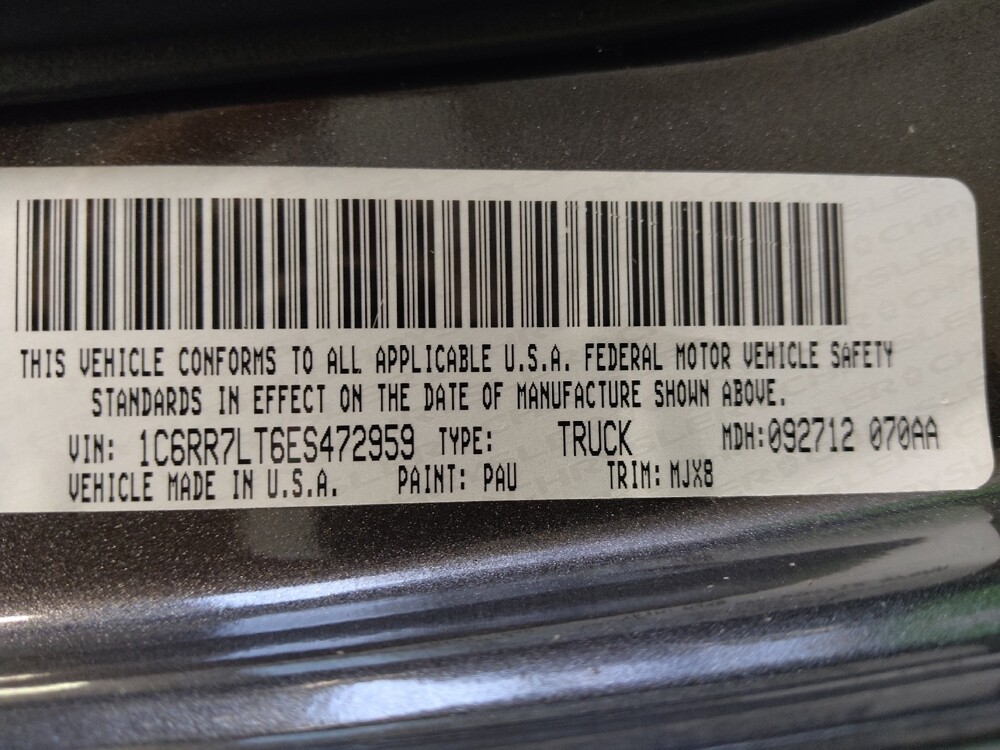 THIS VEHICLE CONFORMS TO ALL APPLICABLE U.S.A. FEDERAL MOTOR VEHICLE SAFETY
STANDARDS IN EFFECT ON THE DATE OF MANUFACTURE SHOWN ABOVE.
VIN: 1C6RR7LT6ES472959 TYPE: TRUCK MDH:092712 070AA
VEHICLE MADE IN U.S.A. PAINT: PAU TRIM: MJX8